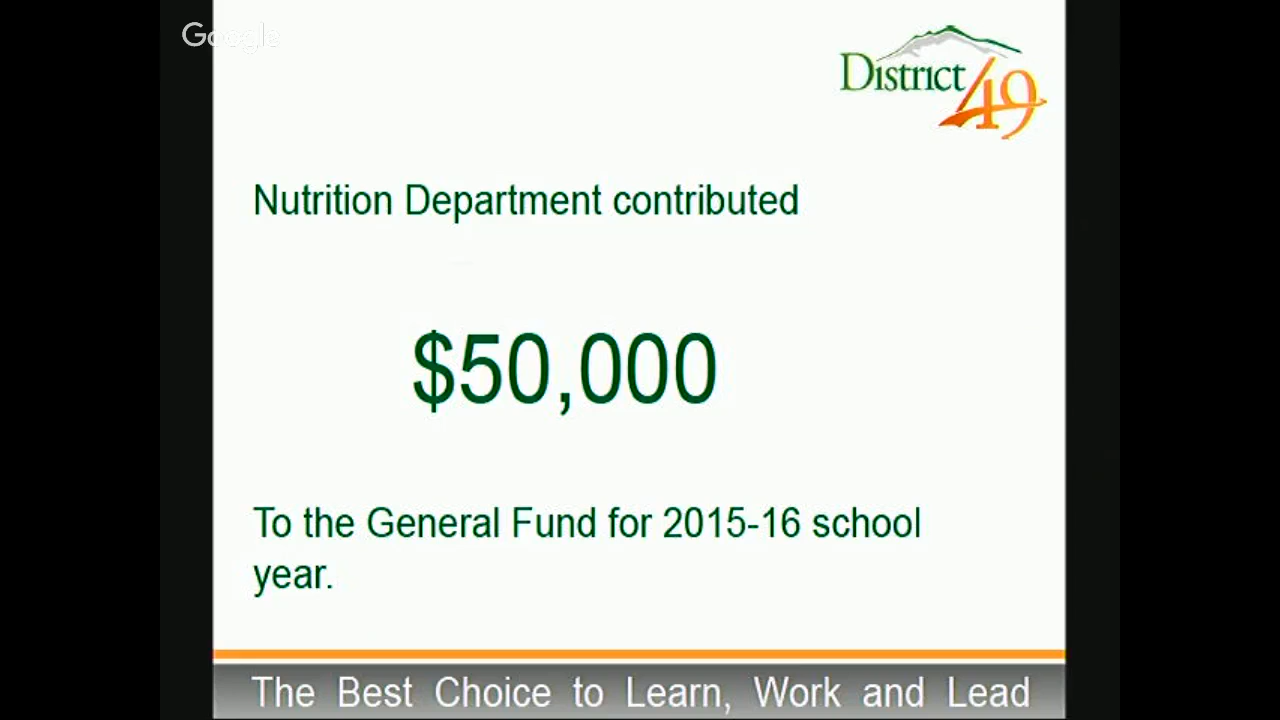 Google
District 49
Nutrition Department contributed
$50,000
To the General Fund for 2015-16 school
year.
The Best Choice to Learn, Work and Lead